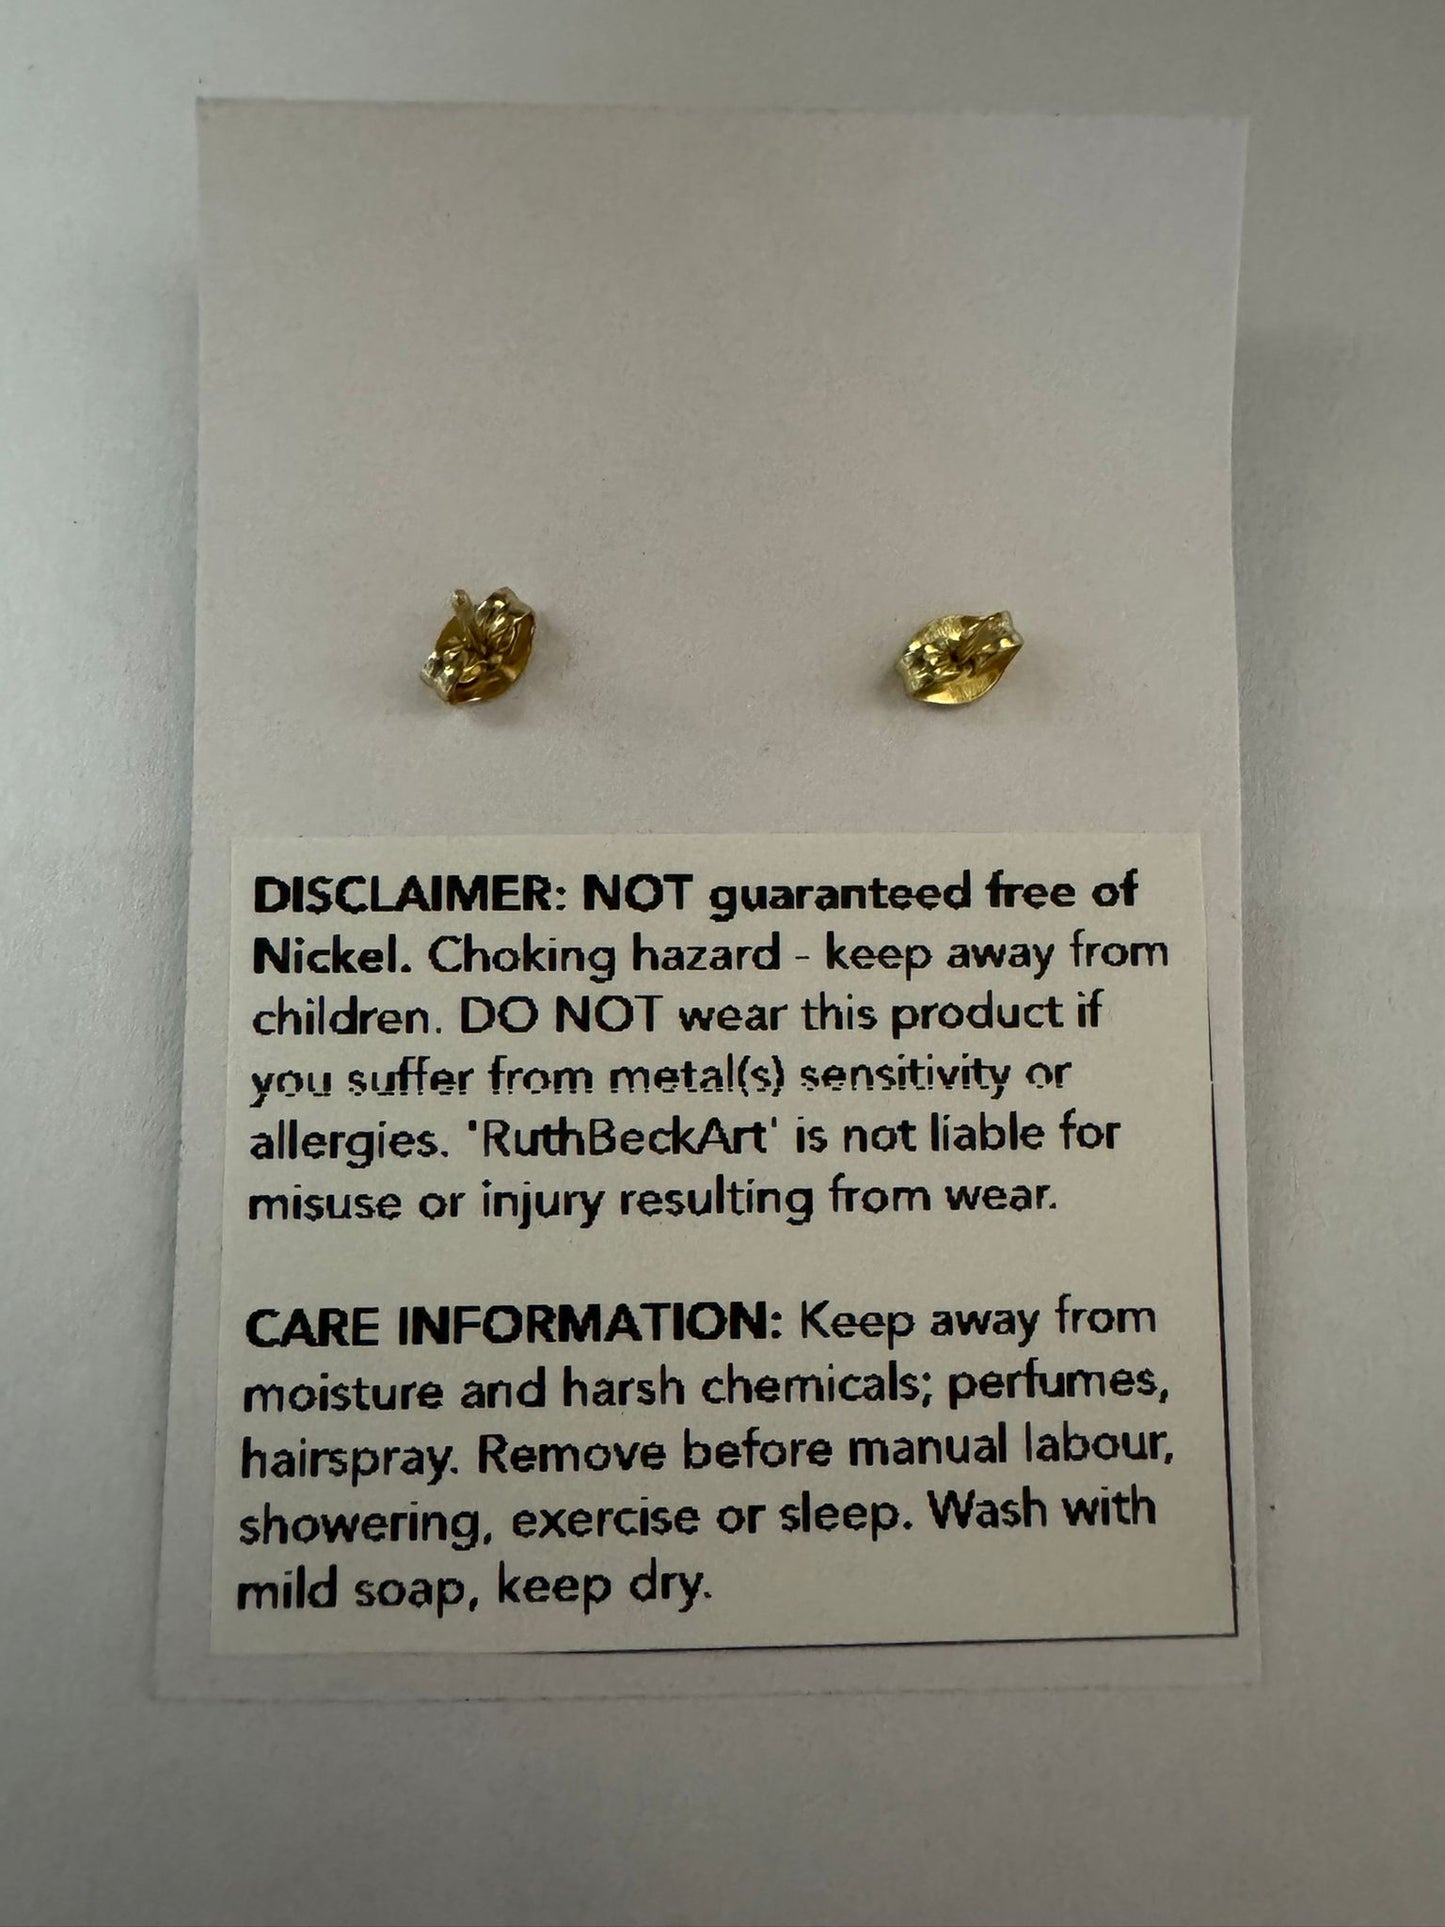 DISCLAIMER: NOT guaranteed free of
Nickel. Choking hazard - keep away from
children. DO NOT wear this product if
you suffer from metal(s) sensitivity or
allergies. 'RuthBeckArt' is not liable for
misuse or injury resulting from wear.
CARE INFORMATION: Keep away from
moisture and harsh chemicals; perfumes,
hairspray. Remove before manual labour,
showering, exercise or sleep. Wash with
mild soap, keep dry.